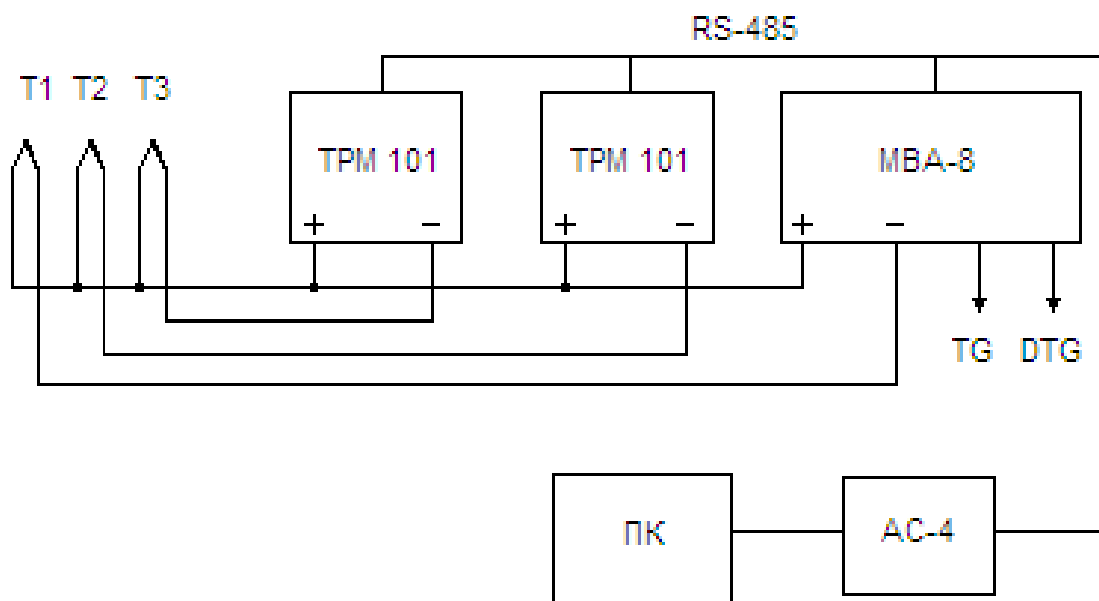 RS-485
T1 T2 T3
ТРМ 101
ТРМ 101
МВА-8
+ −
+ −
+ −
TG DTG
ПК
АС-4